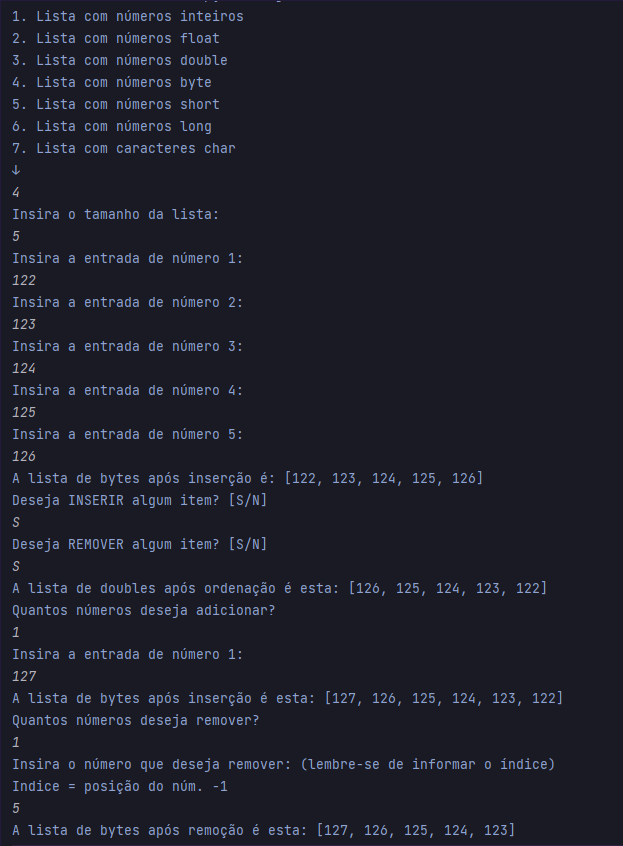 1. Lista com números inteiros
2. Lista com números float
3. Lista com números double
4. Lista com números byte
5. Lista com números short
6. Lista com números long
7. Lista com caracteres char
↓
4
Insira o tamanho da lista:
5
Insira a entrada de número 1:
122
Insira a entrada de número 2:
123
Insira a entrada de número 3:
124
Insira a entrada de número 4:
125
Insira a entrada de número 5:
126
A lista de bytes após inserção é: [122, 123, 124, 125, 126]
Deseja INSERIR algum item? [S/N]
S
Deseja REMOVER algum item? [S/N]
S
A lista de doubles após ordenação é esta: [126, 125, 124, 123, 122]
Quantos números deseja adicionar?
1
Insira a entrada de número 1:
127
A lista de bytes após inserção é esta: [127, 126, 125, 124, 123, 122]
Quantos números deseja remover?
1
Insira o número que deseja remover: (lembre-se de informar o índice)
Indice = posição do núm. -1
5
A lista de bytes após remoção é esta: [127, 126, 125, 124, 123]